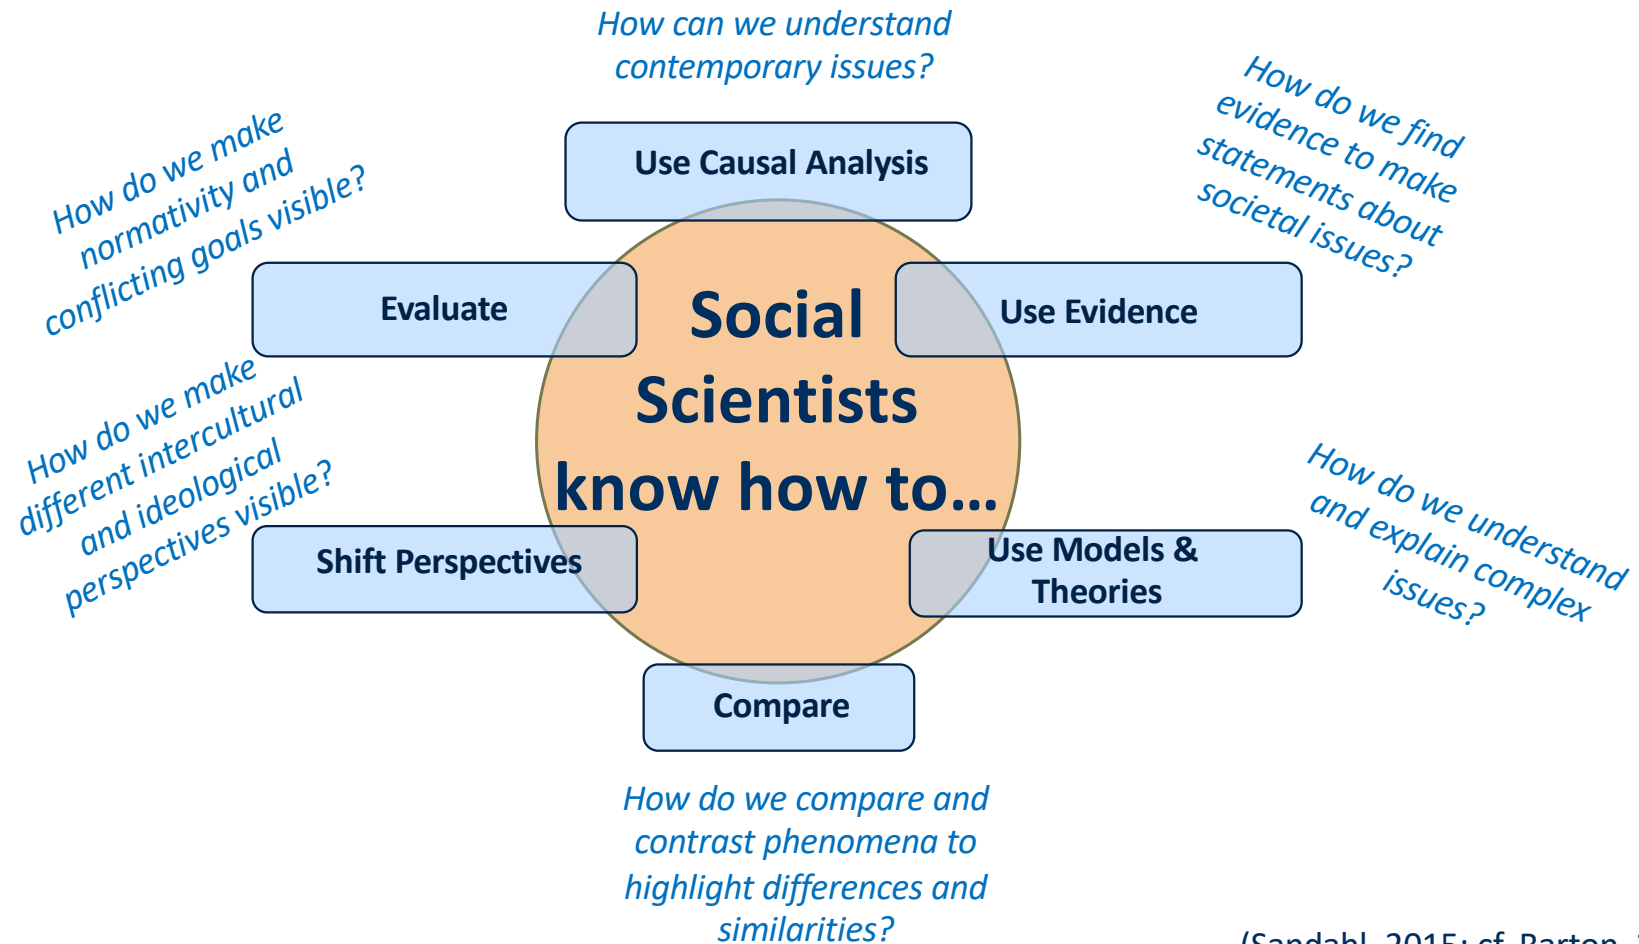 How can we understand
contemporary issues?
How do we make
normativity and
conflicting goals visible?
How do we find
evidence to make
statements about
societal issues?
Use Causal Analysis
Evaluate
Use Evidence
Social
Scientists
know how to...
How do we make
different intercultural
and ideological
perspectives visible?
How do we understand
and explain complex
issues?
Shift Perspectives
Use Models &
Theories
Compare
How do we compare and
contrast phenomena to
highlight differences and
similarities?
(Sandahl, 2015; cf. Barton,